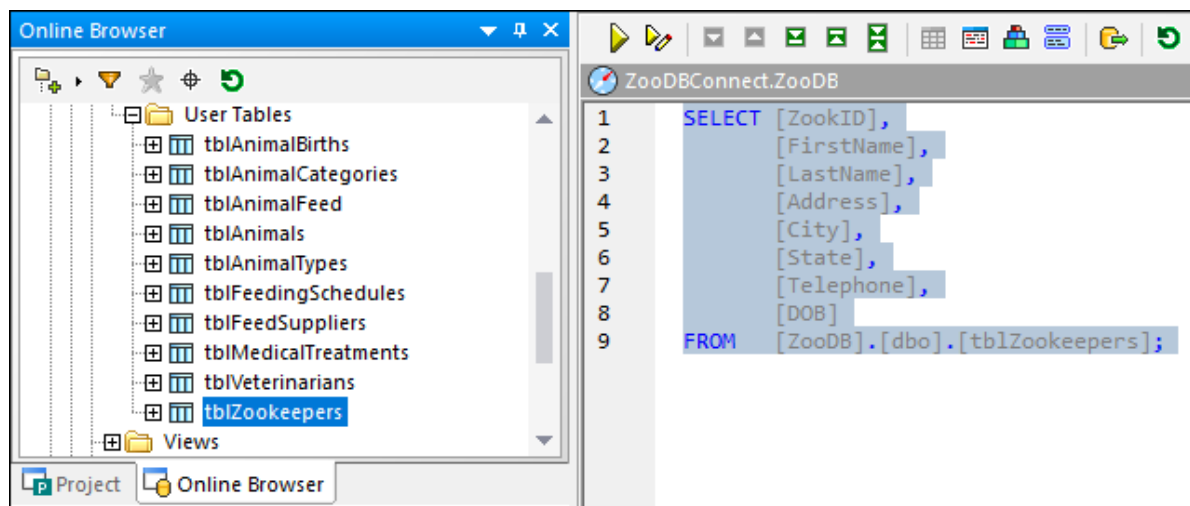 Online Browser
User Tables
tblAnimalBirths
tblAnimalCategories
tblAnimalFeed
tblAnimals
tblAnimalTypes
tblFeedingSchedules
tblFeedSuppliers
tblMedicalTreatments
tblVeterinarians
tblZookeepers
Views
Project
Online Browser
ZooDBConnect.ZooDB
1 SELECT [ZookID],
2 [FirstName],
3 [LastName],
4 [Address],
5 [City],
6 [State],
7 [Telephone],
8 [DOB]
9 FROM [ZooDB].[dbo].[tblZookeepers];